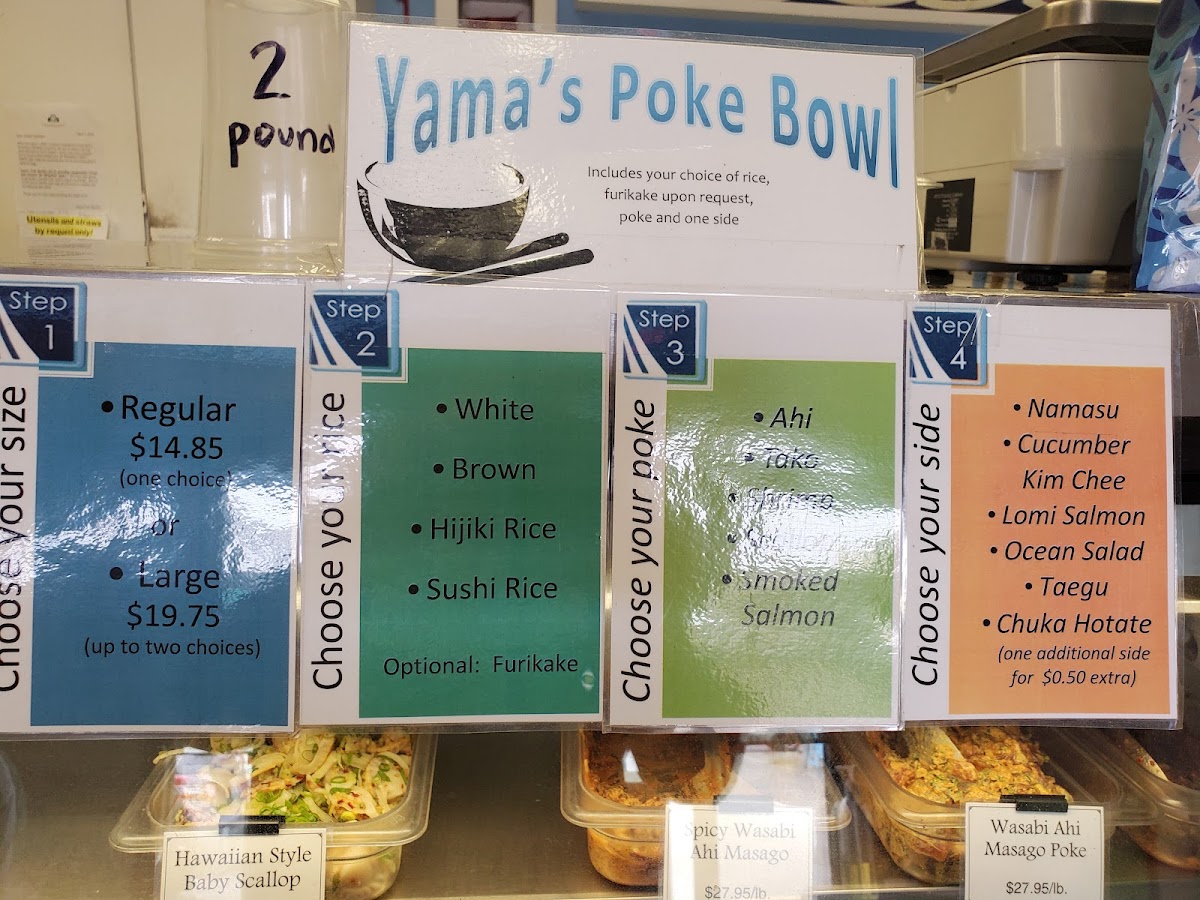 2
pound
Utensils and straws
by request only!
Yama's Poke Bowl
Includes your choice of rice,
furikake upon request,
poke and one side
Step
1
Choose your size
• Regular
$14.85
(one choice)
or
• Large
$19.75
(up to two choices)
Step
2
Choose your rice
• White
• Brown
• Hijiki Rice
• Sushi Rice
Optional: Furikake
Step
3
Choose your poke
• Ahi
• Tako
• Shrimp
•
• Smoked
Salmon
Step
4
Choose your side
• Namasu
• Cucumber
Kim Chee
• Lomi Salmon
• Ocean Salad
• Taegu
• Chuka Hotate
(one additional side
for $0.50 extra)
Hawaiian Style
Baby Scallop
Spicy Wasabi
Ahi Masago
$27.95/lb.
Wasabi Ahi
Masago Poke
$27.95/lb.